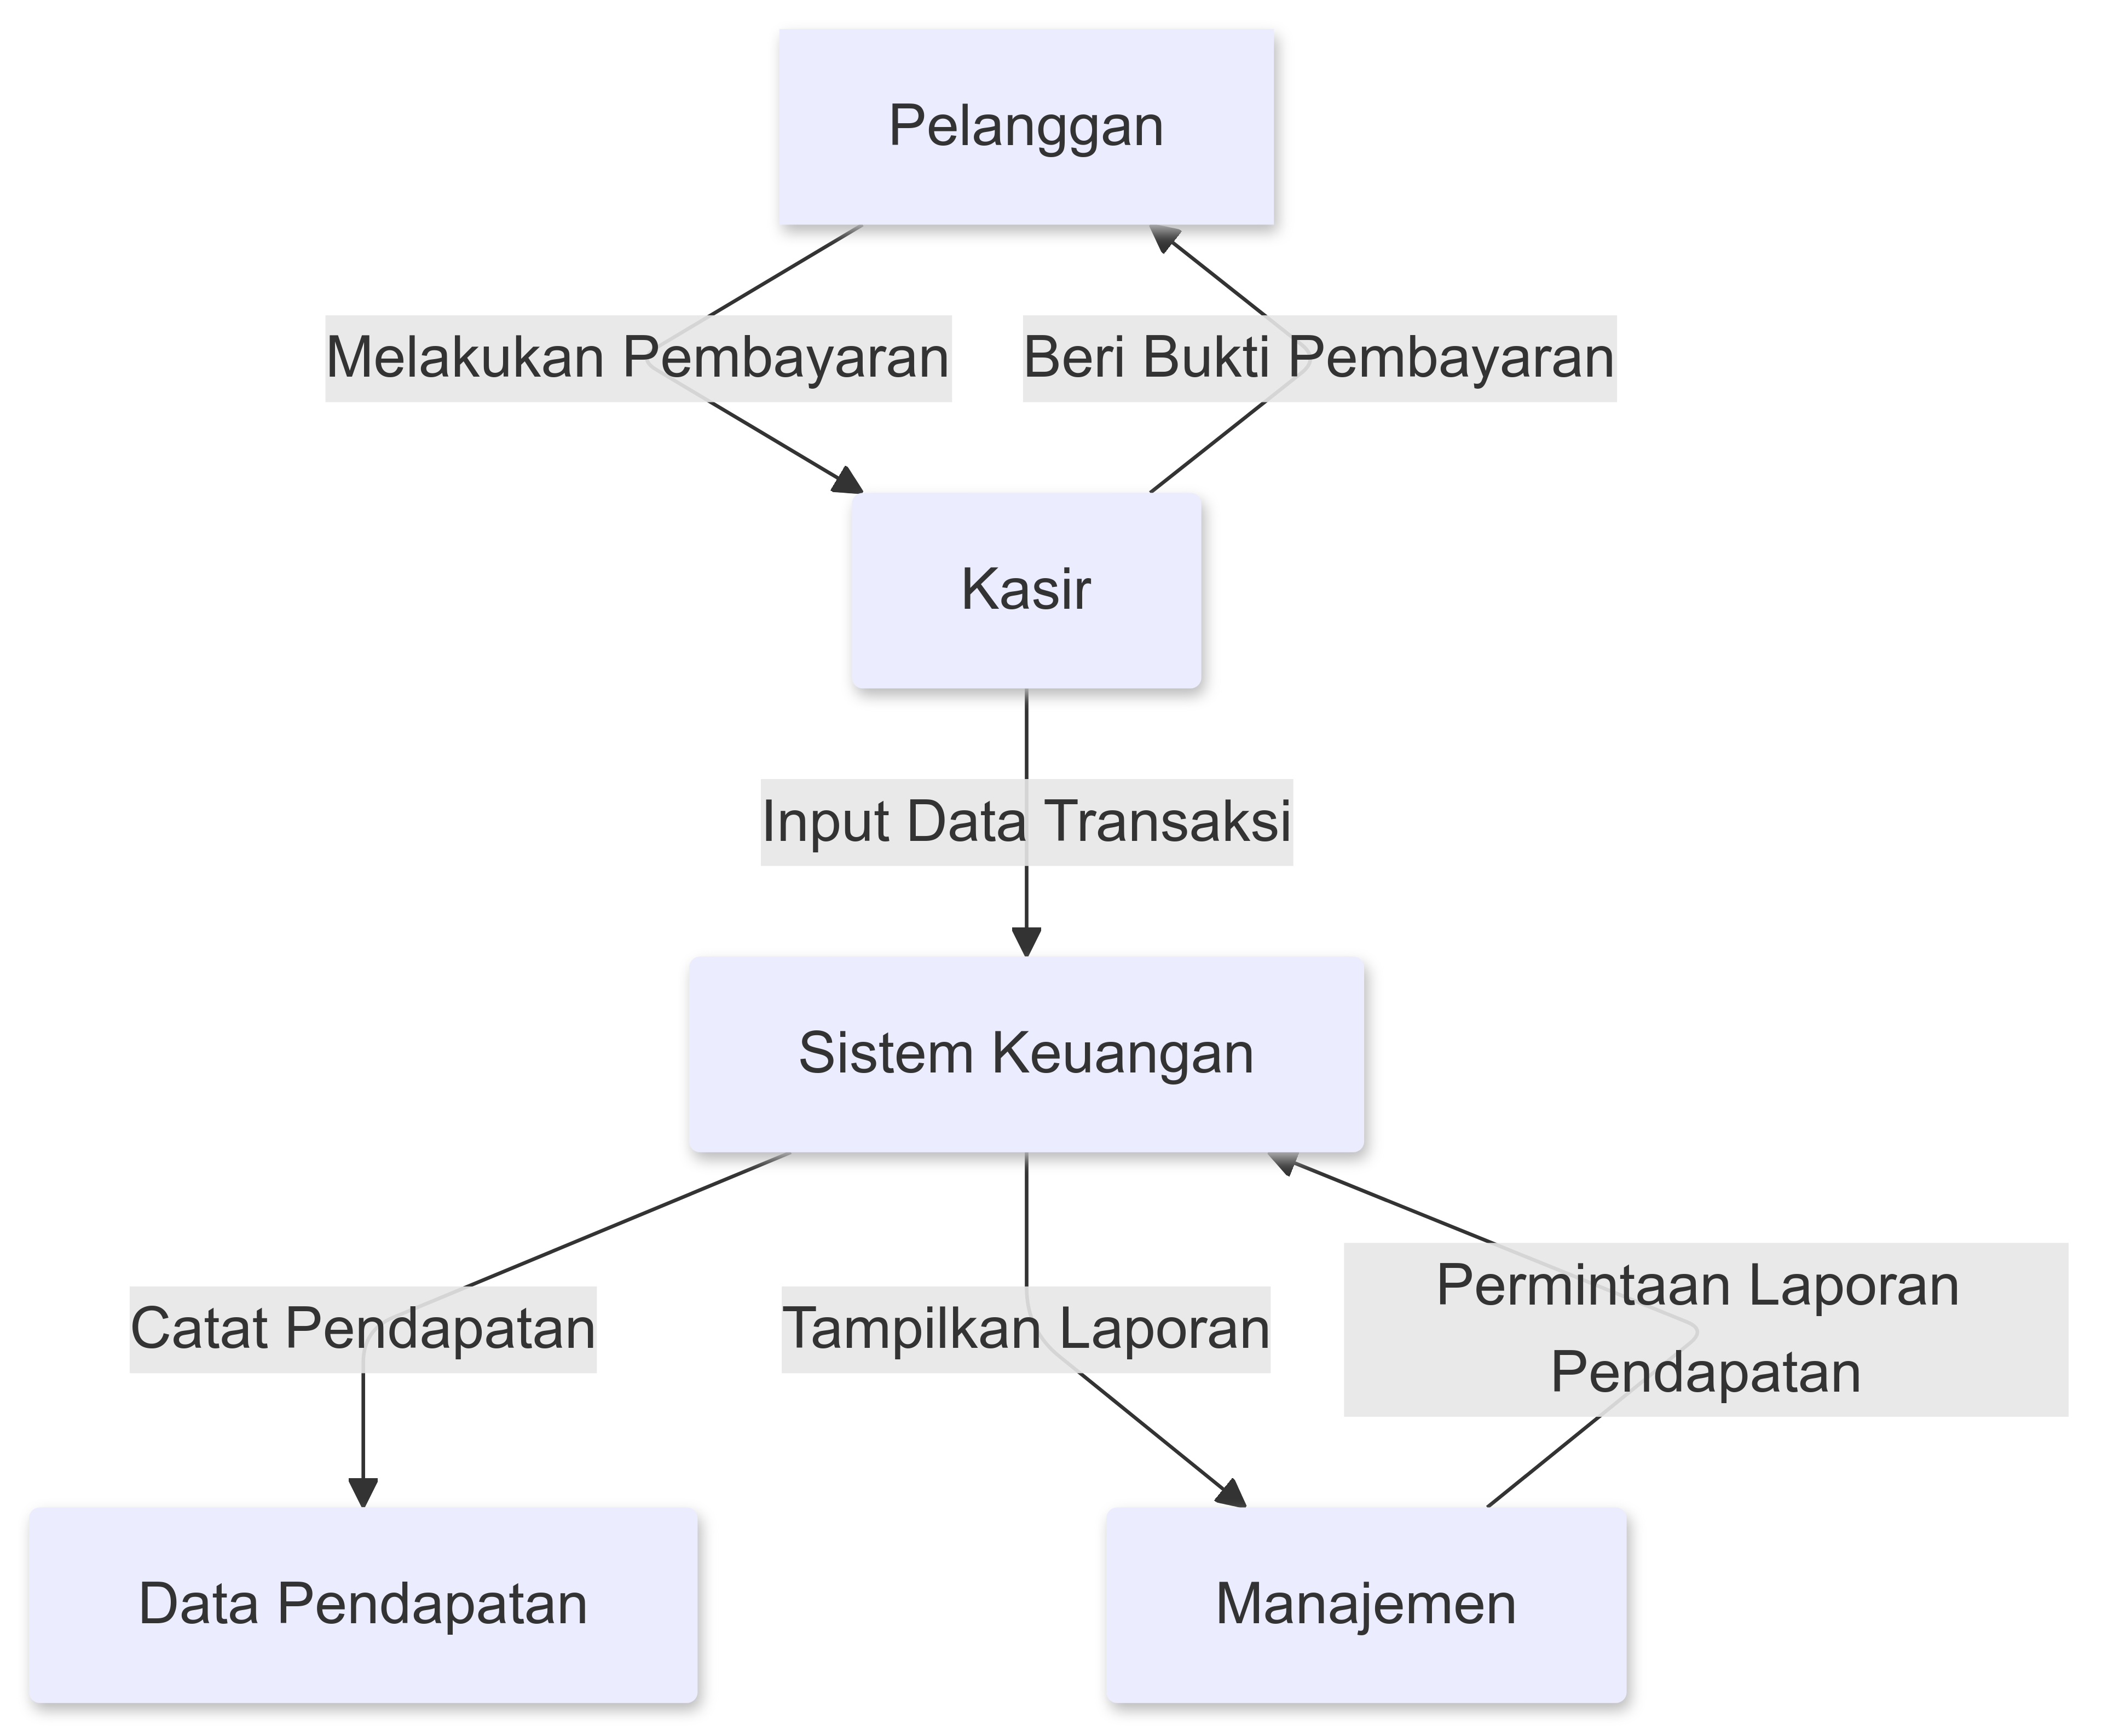 Pelanggan
Melakukan Pembayaran
Beri Bukti Pembayaran
Kasir
Input Data Transaksi
Sistem Keuangan
Catat Pendapatan
Tampilkan Laporan
Permintaan Laporan
Pendapatan
Data Pendapatan
Manajemen